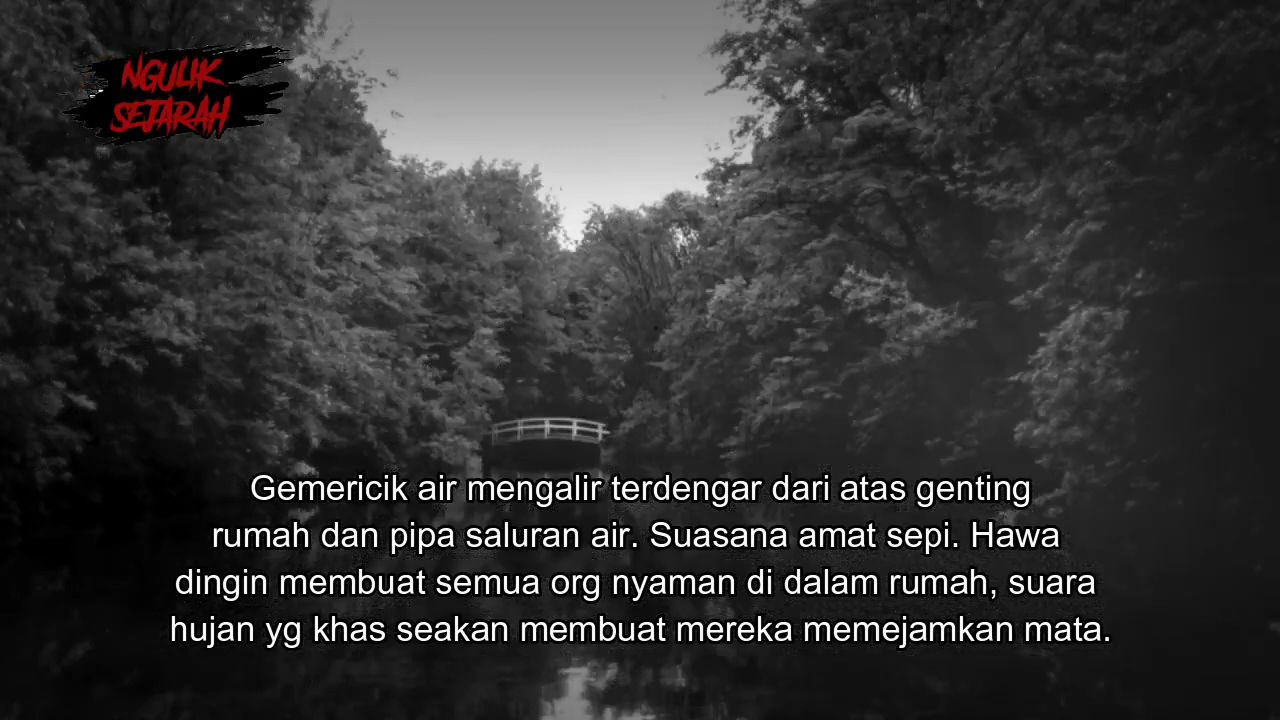 NGULIK
SEJARAH
Gemericik air mengalir terdengar dari atas genting
rumah dan pipa saluran air. Suasana amat sepi. Hawa
dingin membuat semua org nyaman di dalam rumah, suara
hujan yg khas seakan membuat mereka memejamkan mata.